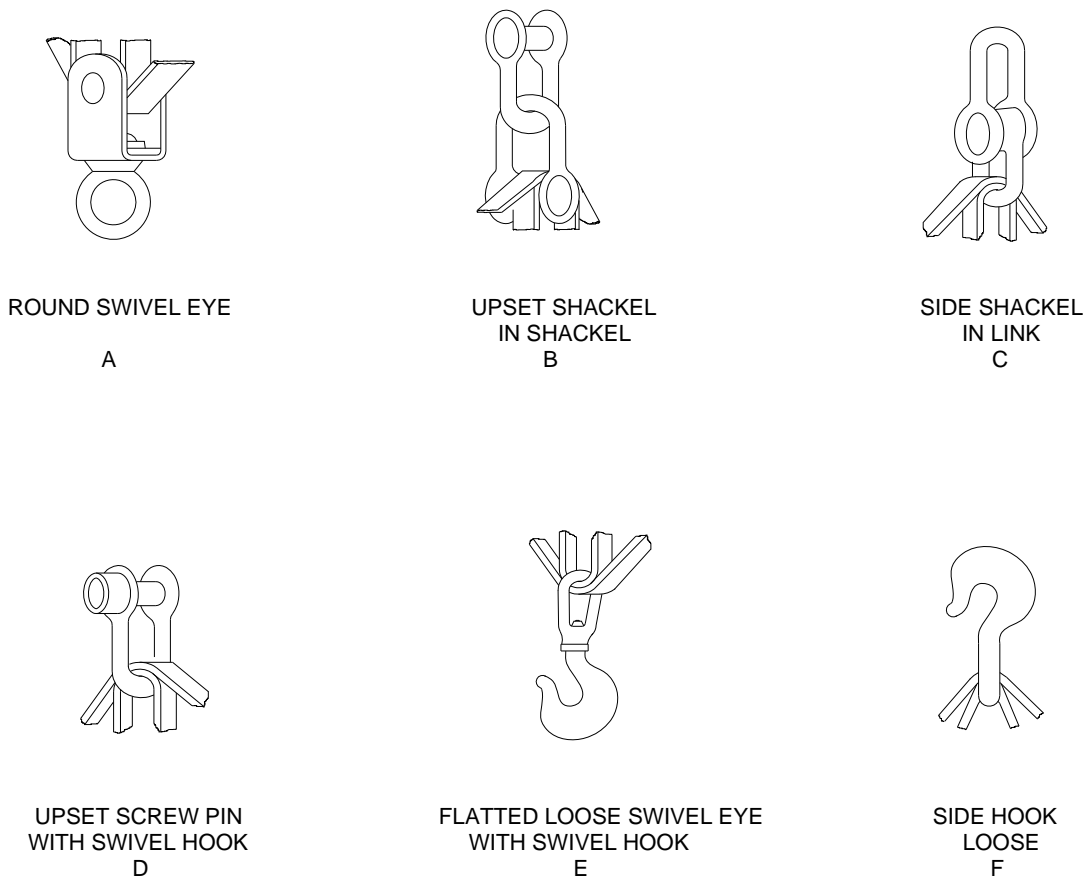 ROUND SWIVEL EYE
A
UPSET SHACKEL
IN SHACKEL
B
SIDE SHACKEL
IN LINK
C
UPSET SCREW PIN
WITH SWIVEL HOOK
D
FLATTED LOOSE SWIVEL EYE
WITH SWIVEL HOOK
E
SIDE HOOK
LOOSE
F